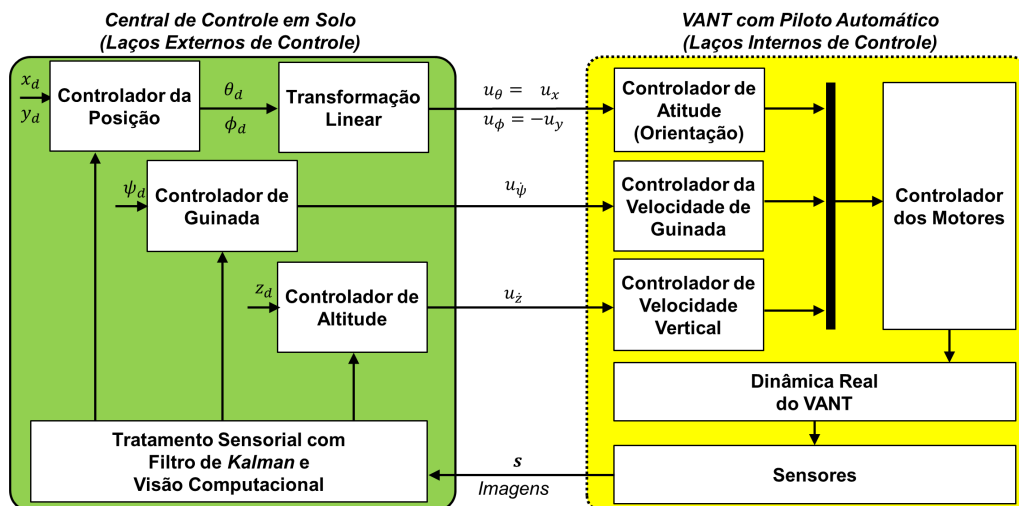 Central de Controle em Solo
(Laços Externos de Controle)
VANT com Piloto Automático
(Laços Internos de Controle)
x_d
y_d
Controlador da
Posição
θ_d
ϕ_d
Transformação
Linear
u_θ = u_x
u_ϕ = −u_y
Controlador de
Atitude
(Orientação)
ψ_d
Controlador de
Guinada
u_ψ̇
Controlador da
Velocidade de
Guinada
Controlador
dos Motores
z_d
Controlador de
Altitude
u_ż
Controlador de
Velocidade
Vertical
Dinâmica Real
do VANT
Tratamento Sensorial com
Filtro de Kalman e
Visão Computacional
s
Imagens
Sensores